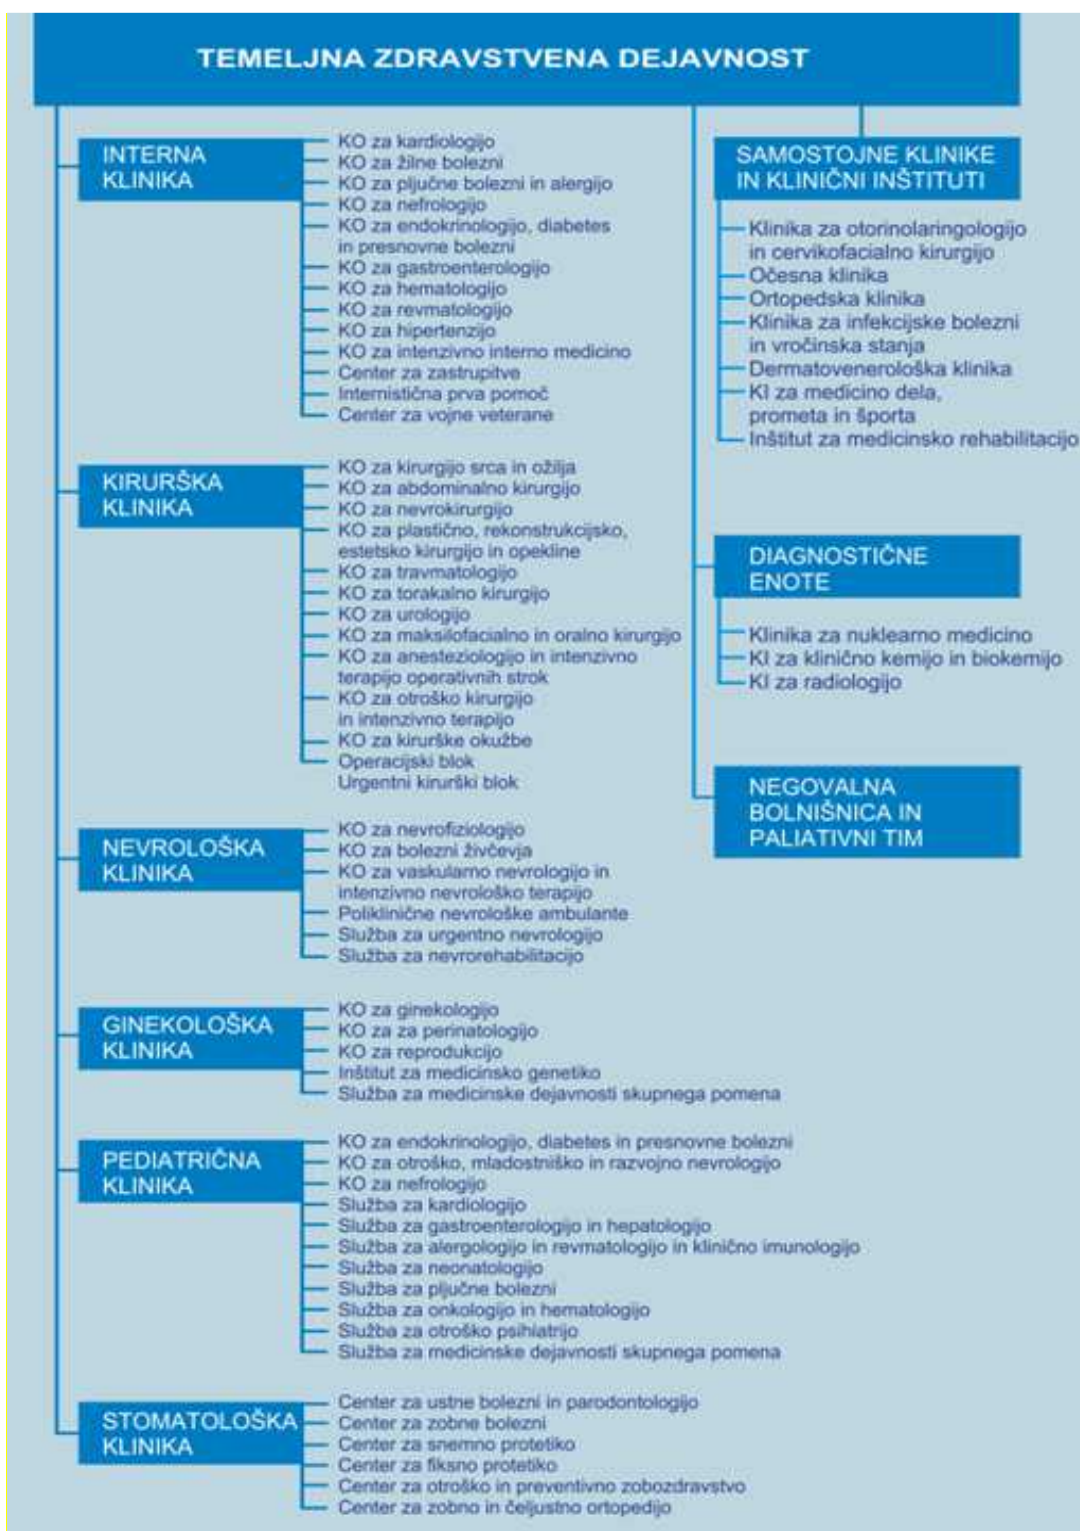 TEMELJNA ZDRAVSTVENA DEJAVNOST
INTERNA
KLINIKA
KO za kardiologijo
KO za žilne bolezni
KO za pljučne bolezni in alergijo
KO za nefrologijo
KO za endokrinologijo, diabetes
in presnovne bolezni
KO za gastroenterologijo
KO za hematologijo
KO za revmatologijo
KO za hipertenzijo
KO za intenzivno interno medicino
Center za zastrupitve
Internistična prva pomoč
Center za vojne veterane
KIRURŠKA
KLINIKA
KO za kirurgijo srca in ožilja
KO za abdominalno kirurgijo
KO za nevrokirurgijo
KO za plastično, rekonstrukcijsko,
estetsko kirurgijo in opekline
KO za travmatologijo
KO za torakalno kirurgijo
KO za urologijo
KO za maksilofacialno in oralno kirurgijo
KO za anesteziologijo in intenzivno
terapijo operativnih strok
KO za otroško kirurgijo
in intenzivno terapijo
KO za kirurške okužbe
Operacijski blok
Urgentni kirurški blok
NEVROLOŠKA
KLINIKA
KO za nevrofiziologijo
KO za bolezni živčevja
KO za vaskularno nevrologijo in
intenzivno nevrološko terapijo
Poliklinične nevrološke ambulante
Služba za urgentno nevrologijo
Služba za nevrorehabilitacijo
GINEKOLOŠKA
KLINIKA
KO za ginekologijo
KO za za perinatologijo
KO za reprodukcijo
Inštitut za medicinsko genetiko
Služba za medicinske dejavnosti skupnega pomena
PEDIATRIČNA
KLINIKA
KO za endokrinologijo, diabetes in presnovne bolezni
KO za otroško, mladostniško in razvojno nevrologijo
KO za nefrologijo
Služba za kardiologijo
Služba za gastroenterologijo in hepatologijo
Služba za alergologijo in revmatologijo in klinično imunologijo
Služba za neonatologijo
Služba za pljučne bolezni
Služba za onkologijo in hematologijo
Služba za otroško psihiatrijo
Služba za medicinske dejavnosti skupnega pomena
STOMATOLOŠKA
KLINIKA
Center za ustne bolezni in parodontologijo
Center za zobne bolezni
Center za snemno protetiko
Center za fiksno protetiko
Center za otroško in preventivno zobozdravstvo
Center za zobno in čeljustno ortopedijo
SAMOSTOJNE KLINIKE
IN KLINIČNI INŠTITUTI
Klinika za otorinolaringologijo
in cervikofacialno kirurgijo
Očesna klinika
Ortopedska klinika
Klinika za infekcijske bolezni
in vročinska stanja
Dermatovenerološka klinika
KI za medicino dela,
prometa in športa
Inštitut za medicinsko rehabilitacijo
DIAGNOSTIČNE
ENOTE
Klinika za nuklearno medicino
KI za klinično kemijo in biokemijo
KI za radiologijo
NEGOVALNA
BOLNIŠNICA IN
PALIATIVNI TIM